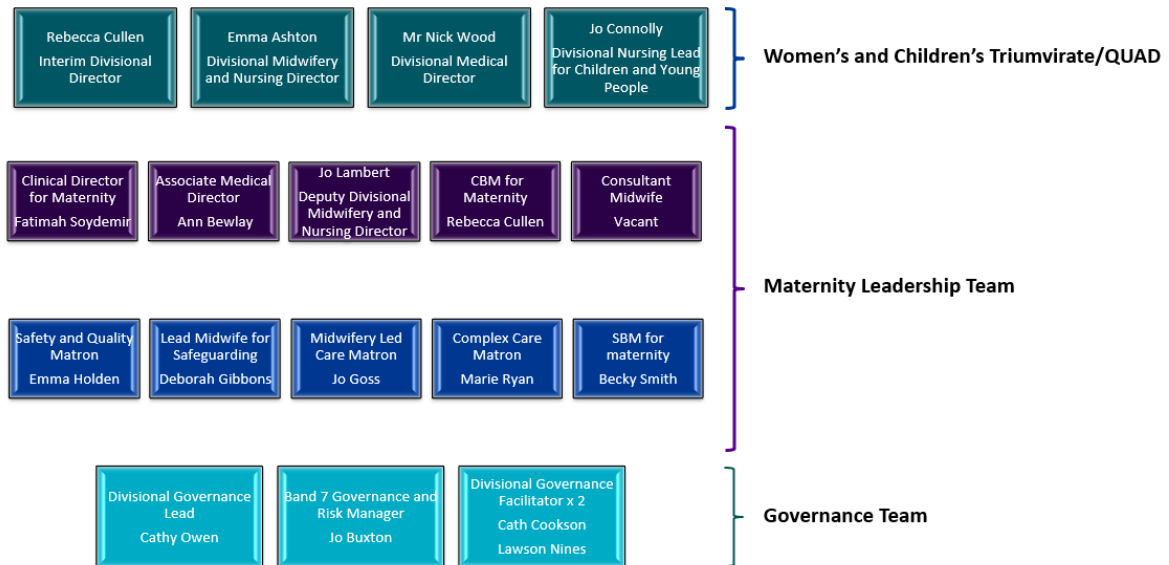 Rebecca Cullen
Interim Divisional
Director
Emma Ashton
Divisional Midwifery
and Nursing Director
Mr Nick Wood
Divisional Medical
Director
Jo Connolly
Divisional Nursing Lead
for Children and Young
People
Women's and Children's Triumvirate/QUAD
Clinical Director
for Maternity
Fatimah Soydemir
Associate Medical
Director
Ann Bewlay
Jo Lambert
Deputy Divisional
Midwifery and
Nursing Director
CBM for
Maternity
Rebecca Cullen
Consultant
Midwife
Vacant
Maternity Leadership Team
Safety and Quality
Matron
Emma Holden
Lead Midwife for
Safeguarding
Deborah Gibbons
Midwifery Led
Care Matron
Jo Goss
Complex Care
Matron
Marie Ryan
SBM for
maternity
Becky Smith
Divisional Governance
Lead
Cathy Owen
Band 7 Governance and
Risk Manager
Jo Buxton
Divisional Governance
Facilitator x 2
Cath Cookson
Lawson Nines
Governance Team